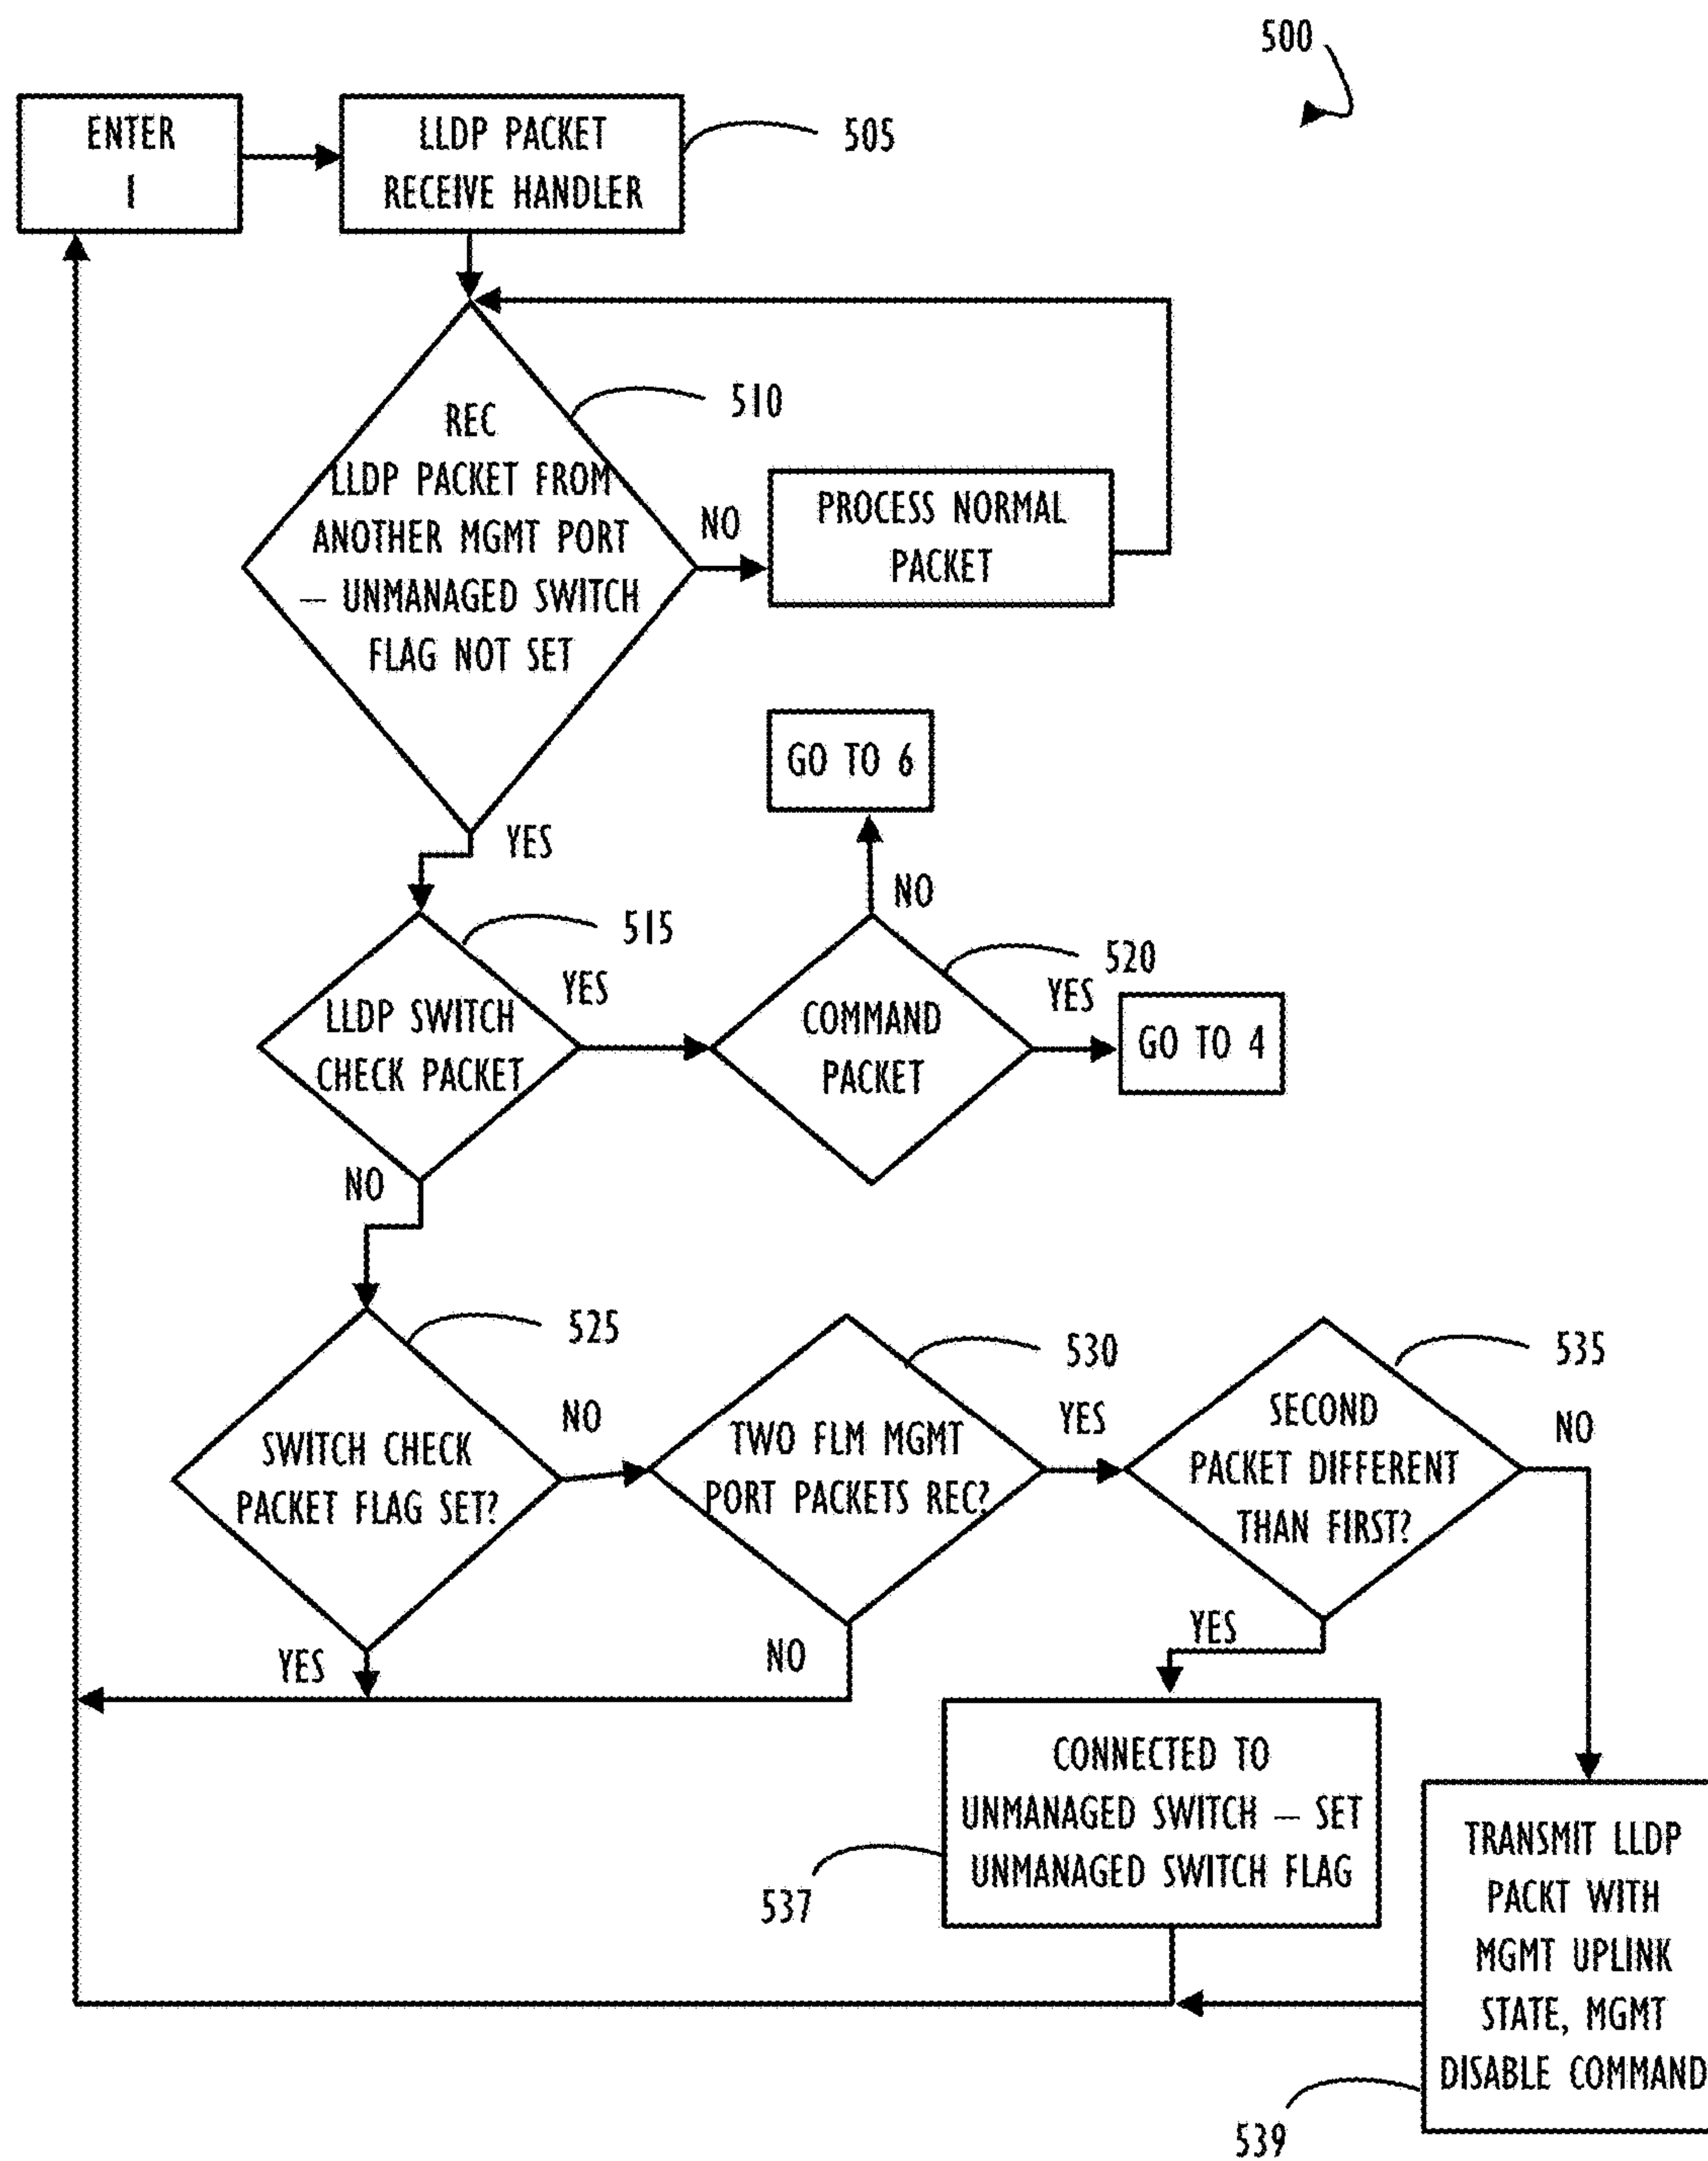 500
ENTER
1
LLDP PACKET
RECEIVE HANDLER
505
REC
LLDP PACKET FROM
ANOTHER MGMT PORT
— UNMANAGED SWITCH
FLAG NOT SET
510
NO
PROCESS NORMAL
PACKET
YES
GO TO 6
NO
LLDP SWITCH
CHECK PACKET
515
YES
COMMAND
PACKET
520
YES
GO TO 4
NO
SWITCH CHECK
PACKET FLAG SET?
525
NO
TWO FLM MGMT
PORT PACKETS REC?
530
YES
SECOND
PACKET DIFFERENT
THAN FIRST?
535
NO
YES
NO
YES
CONNECTED TO
UNMANAGED SWITCH — SET
UNMANAGED SWITCH FLAG
537
TRANSMIT LLDP
PACKT WITH
MGMT UPLINK
STATE, MGMT
DISABLE COMMAND
539